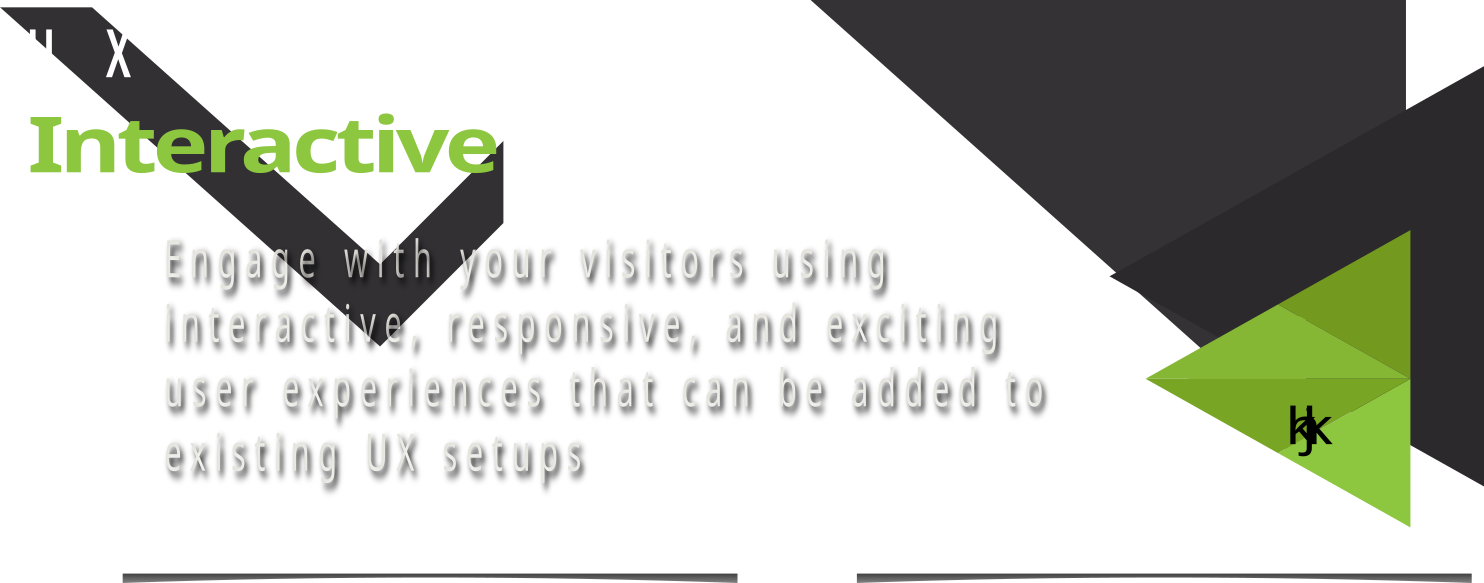 U X
Interactive
Engage with your visitors using
interactive, responsive, and exciting
user experiences that can be added to
existing UX setups